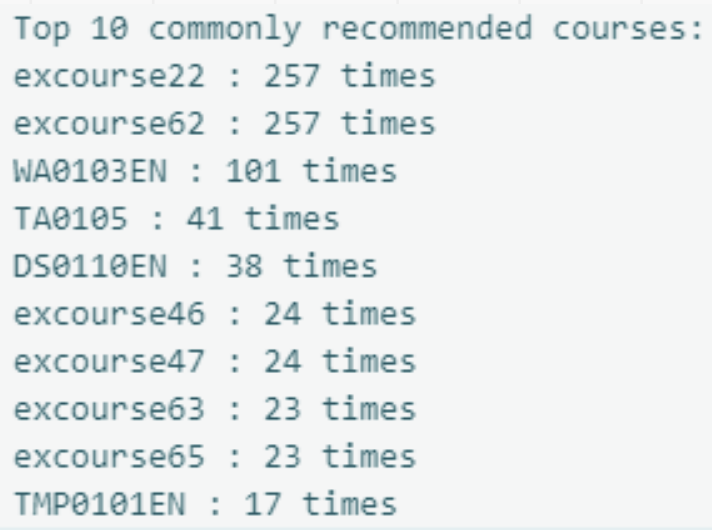 Top 10 commonly recommended courses:
excourse22 : 257 times
excourse62 : 257 times
WA0103EN : 101 times
TA0105 : 41 times
DS0110EN : 38 times
excourse46 : 24 times
excourse47 : 24 times
excourse63 : 23 times
excourse65 : 23 times
TMP0101EN : 17 times